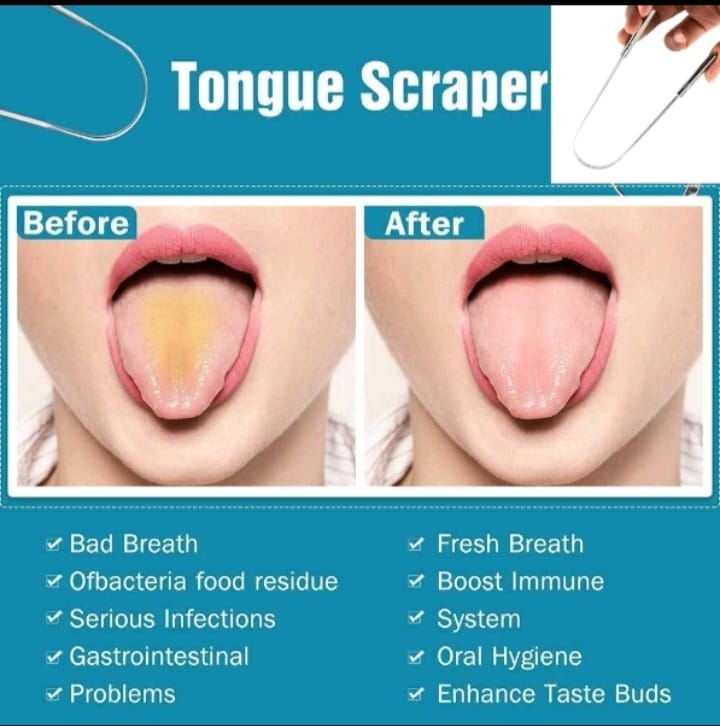 Tongue Scraper
Before
After
Bad Breath
Ofbacteria food residue
Serious Infections
Gastrointestinal
Problems
Fresh Breath
Boost Immune
System
Oral Hygiene
Enhance Taste Buds